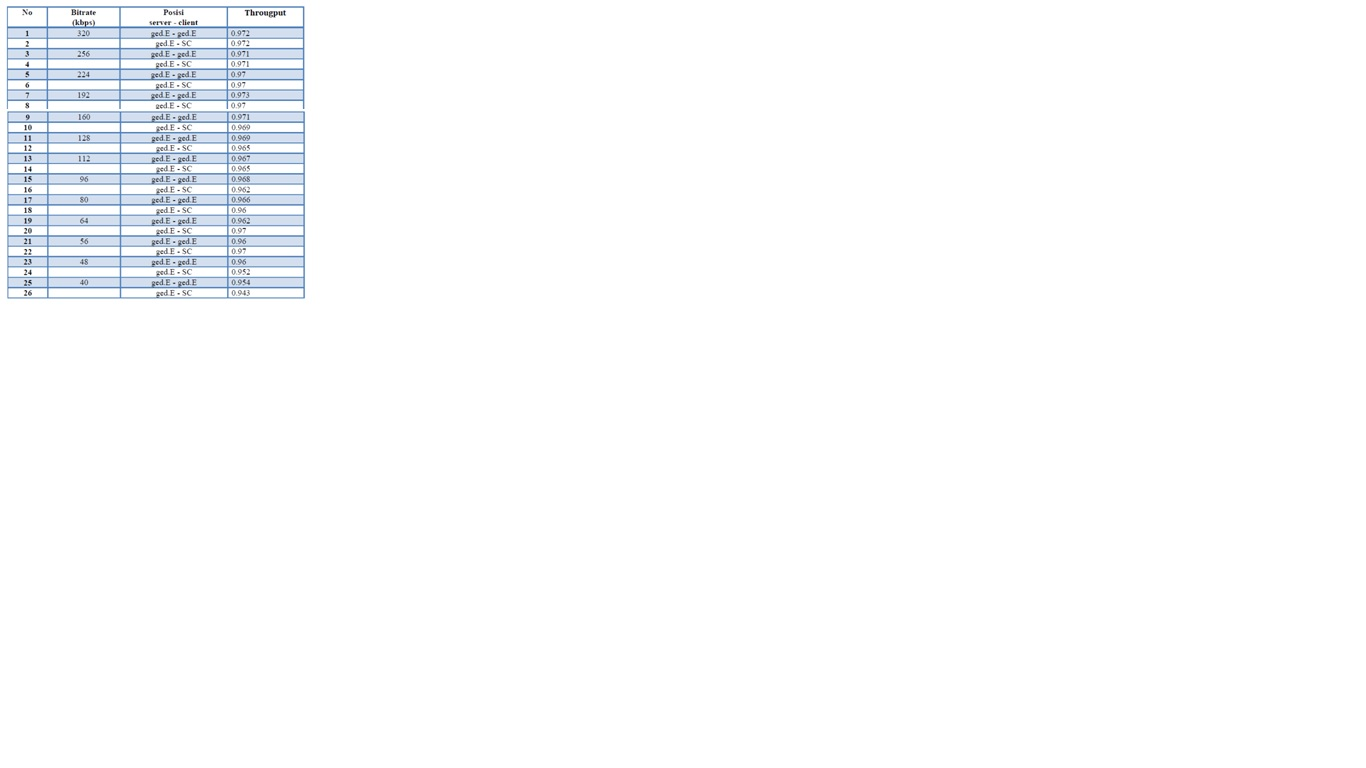 No Bitrate Posisi Througput
(kbps) server - client
1 320 ged.E - ged.E 0.972
2 ged.E - SC 0.972
3 256 ged.E - ged.E 0.971
4 ged.E - SC 0.971
5 224 ged.E - ged.E 0.97
6 ged.E - SC 0.97
7 192 ged.E - ged.E 0.973
8 ged.E - SC 0.97
9 160 ged.E - ged.E 0.971
10 ged.E - SC 0.969
11 128 ged.E - ged.E 0.969
12 ged.E - SC 0.965
13 112 ged.E - ged.E 0.967
14 ged.E - SC 0.965
15 96 ged.E - ged.E 0.968
16 ged.E - SC 0.962
17 80 ged.E - ged.E 0.966
18 ged.E - SC 0.96
19 64 ged.E - ged.E 0.962
20 ged.E - SC 0.97
21 56 ged.E - ged.E 0.96
22 ged.E - SC 0.97
23 48 ged.E - ged.E 0.96
24 ged.E - SC 0.952
25 40 ged.E - ged.E 0.954
26 ged.E - SC 0.943